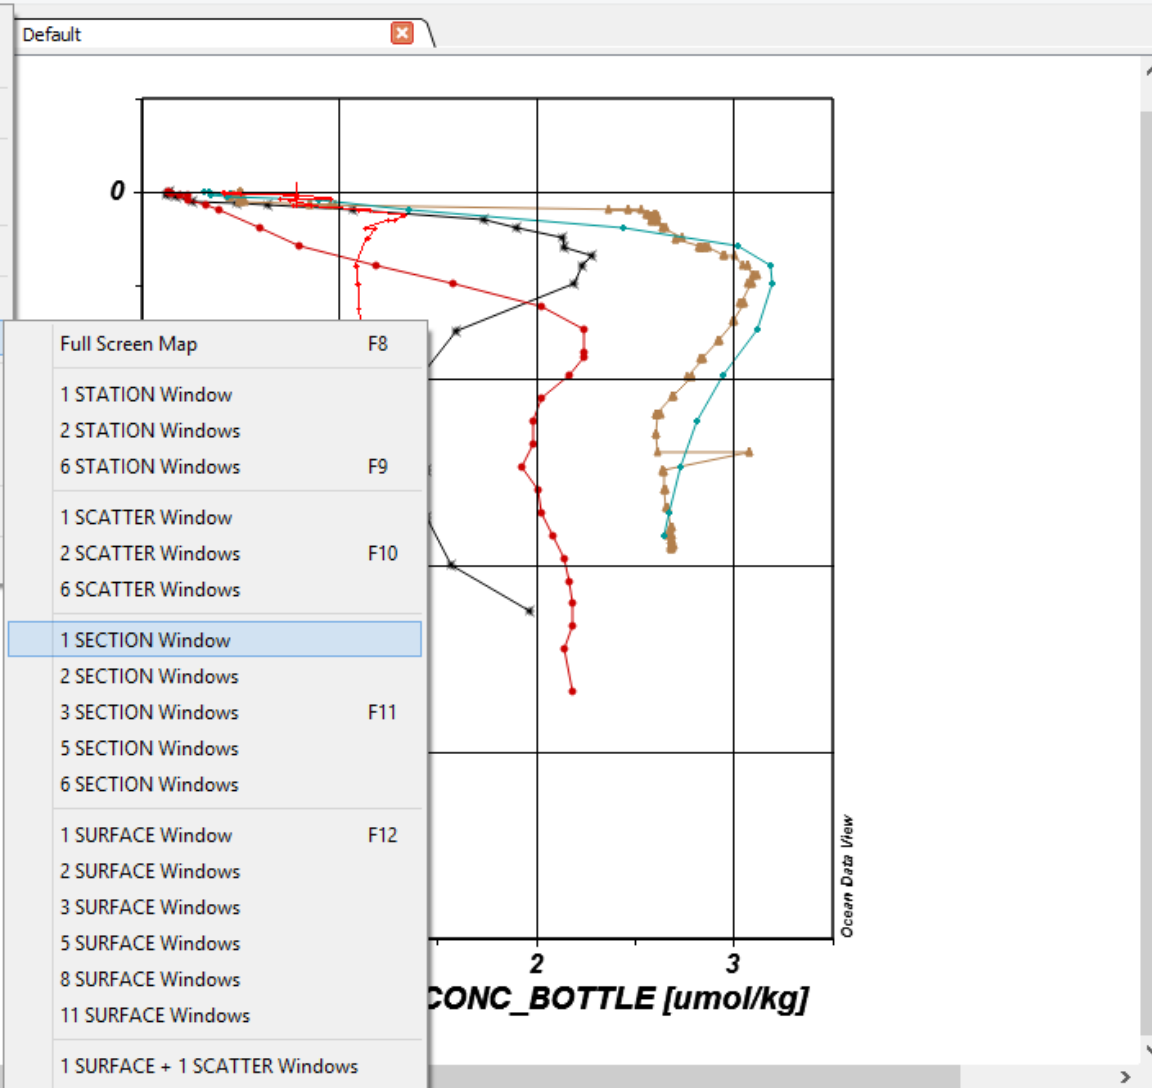 Default
0
Full Screen Map F8
1 STATION Window
2 STATION Windows
6 STATION Windows F9
1 SCATTER Window
2 SCATTER Windows F10
6 SCATTER Windows
1 SECTION Window
2 SECTION Windows
3 SECTION Windows F11
5 SECTION Windows
6 SECTION Windows
1 SURFACE Window F12
2 SURFACE Windows
3 SURFACE Windows
5 SURFACE Windows
8 SURFACE Windows
11 SURFACE Windows
1 SURFACE + 1 SCATTER Windows
2 3
CONC_BOTTLE [umol/kg]
Ocean Data View